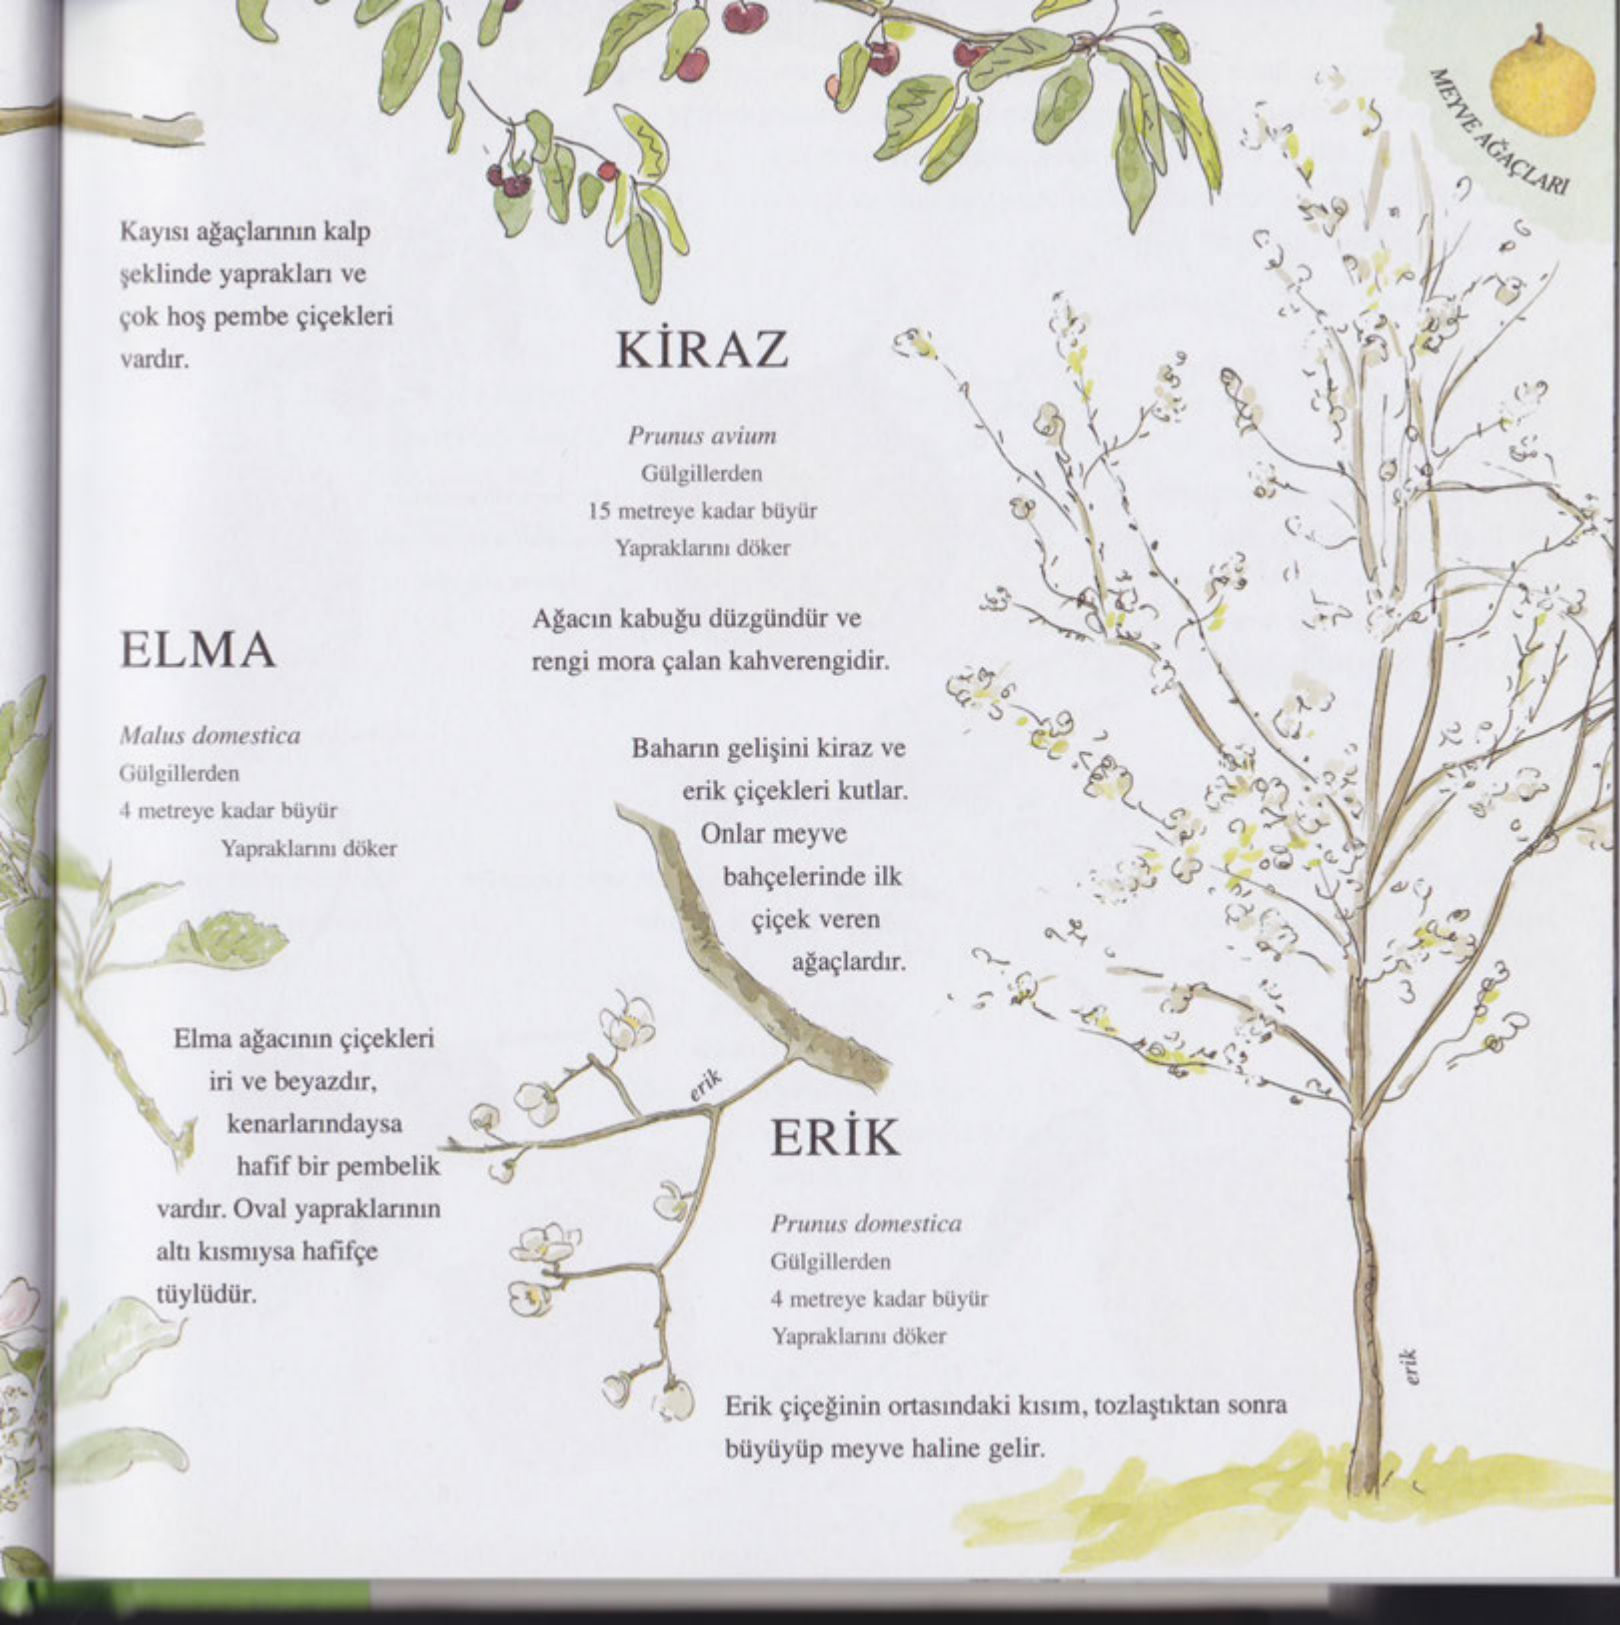 MEYVE AĞAÇLARI
Kayısı ağaçlarının kalp
şeklinde yaprakları ve
çok hoş pembe çiçekleri
vardır.
KİRAZ
Prunus avium
Gülgillerden
15 metreye kadar büyür
Yapraklarını döker
Ağacın kabuğu düzgündür ve
rengi mora çalan kahverengidir.
Baharın gelişini kiraz ve
erik çiçekleri kutlar.
Onlar meyve
bahçelerinde ilk
çiçek veren
ağaçlardır.
ELMA
Malus domestica
Gülgillerden
4 metreye kadar büyür
Yapraklarını döker
Elma ağacının çiçekleri
iri ve beyazdır,
kenarlarındaysa
hafif bir pembelik
vardır. Oval yapraklarının
altı kısmıysa hafifçe
tüylüdür.
erik
ERİK
Prunus domestica
Gülgillerden
4 metreye kadar büyür
Yapraklarını döker
Erik çiçeğinin ortasındaki kısım, tozlaştıktan sonra
büyüyüp meyve haline gelir.
erik